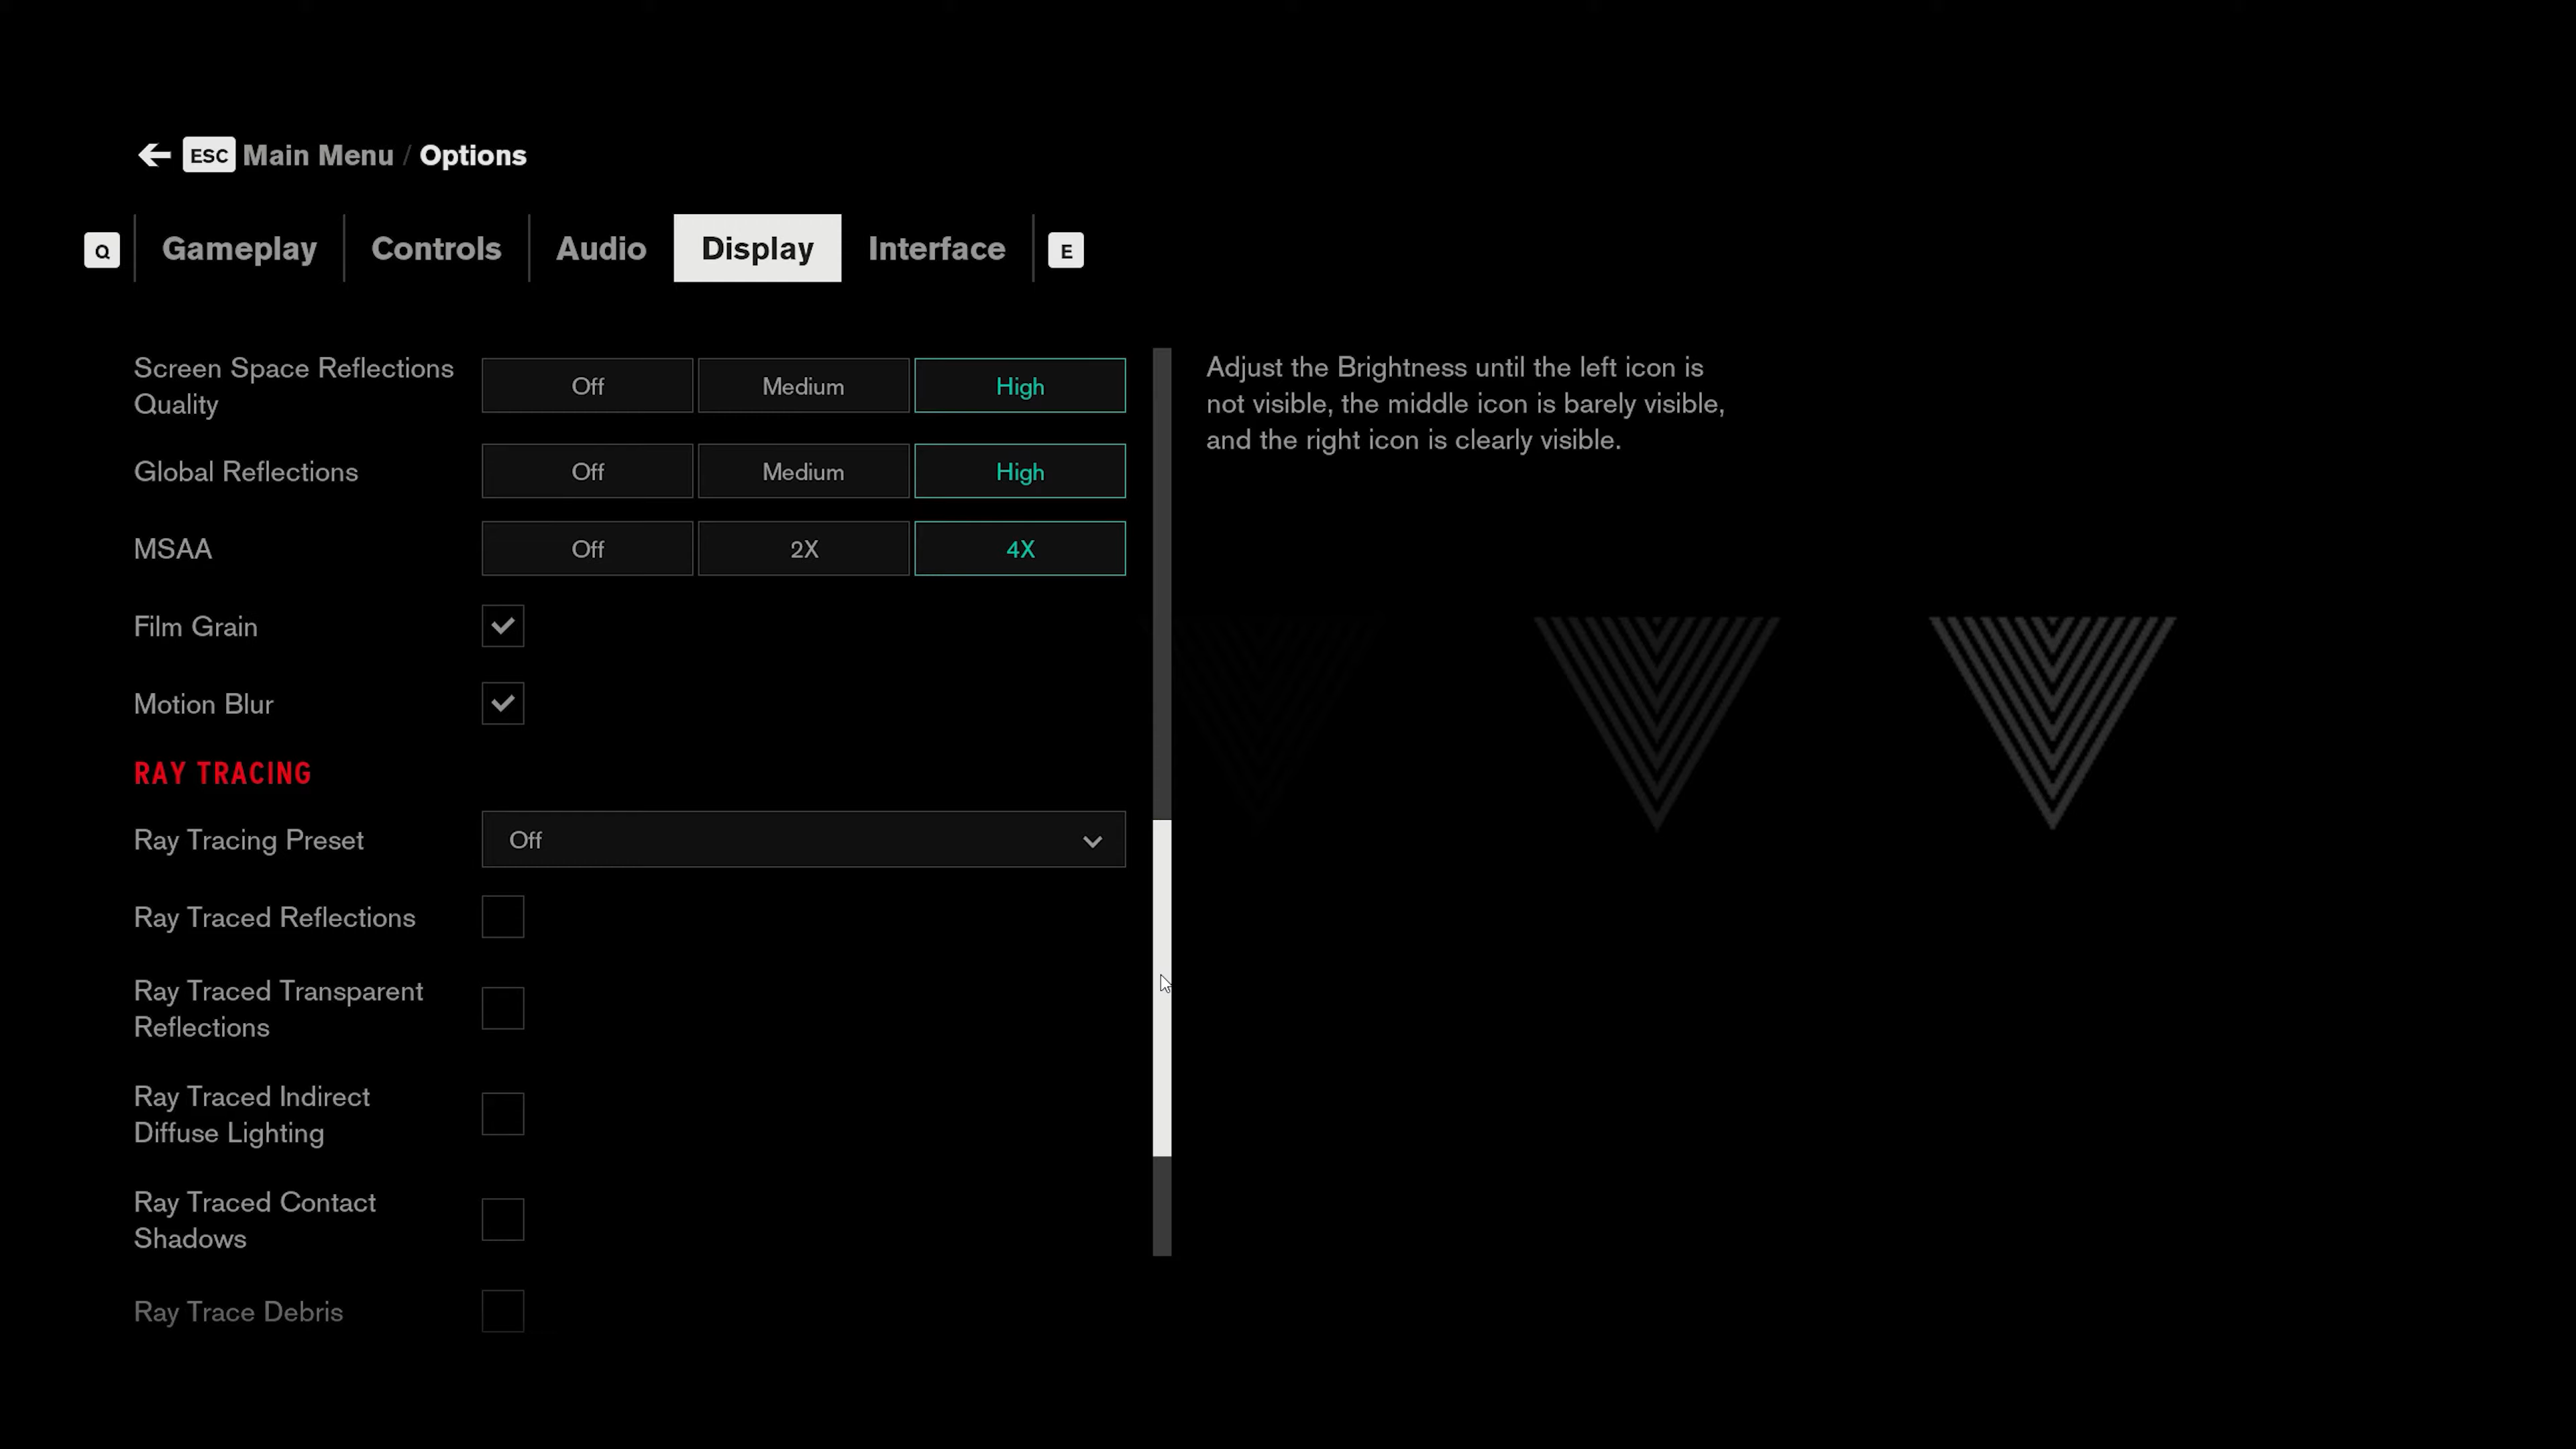 ESC Main Menu / Options
Q Gameplay Controls Audio Display Interface E
Screen Space Reflections
Quality
Off Medium High
Global Reflections Off Medium High
MSAA Off 2X 4X
Film Grain
Motion Blur
RAY TRACING
Ray Tracing Preset Off
Ray Traced Reflections
Ray Traced Transparent
Reflections
Ray Traced Indirect
Diffuse Lighting
Ray Traced Contact
Shadows
Ray Trace Debris
Adjust the Brightness until the left icon is
not visible, the middle icon is barely visible,
and the right icon is clearly visible.